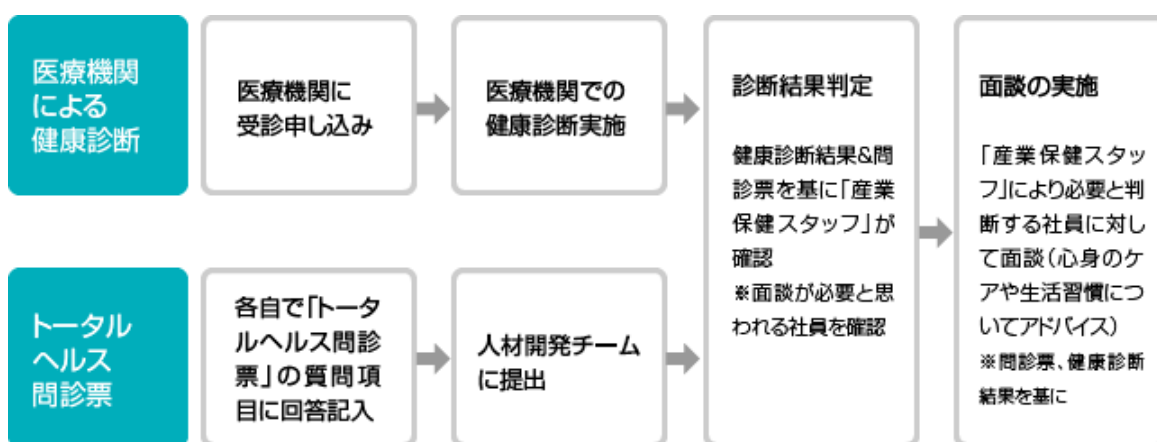 医療機関
による
健康診断
医療機関に
受診申し込み
医療機関での
健康診断実施
トータル
ヘルス
問診票
各自で「トータ
ルヘルス問診
票」の質問項
目に回答記入
人材開発チーム
に提出
診断結果判定
健康診断結果&問
診票を基に「産業
保健スタッフ」が
確認
※面談が必要と思
われる社員を確認
面談の実施
「産業保健スタッ
フ」により必要と判
断する社員に対し
て面談(心身のケ
アや生活習慣につ
いてアドバイス)
※問診票、健康診断
結果を基に